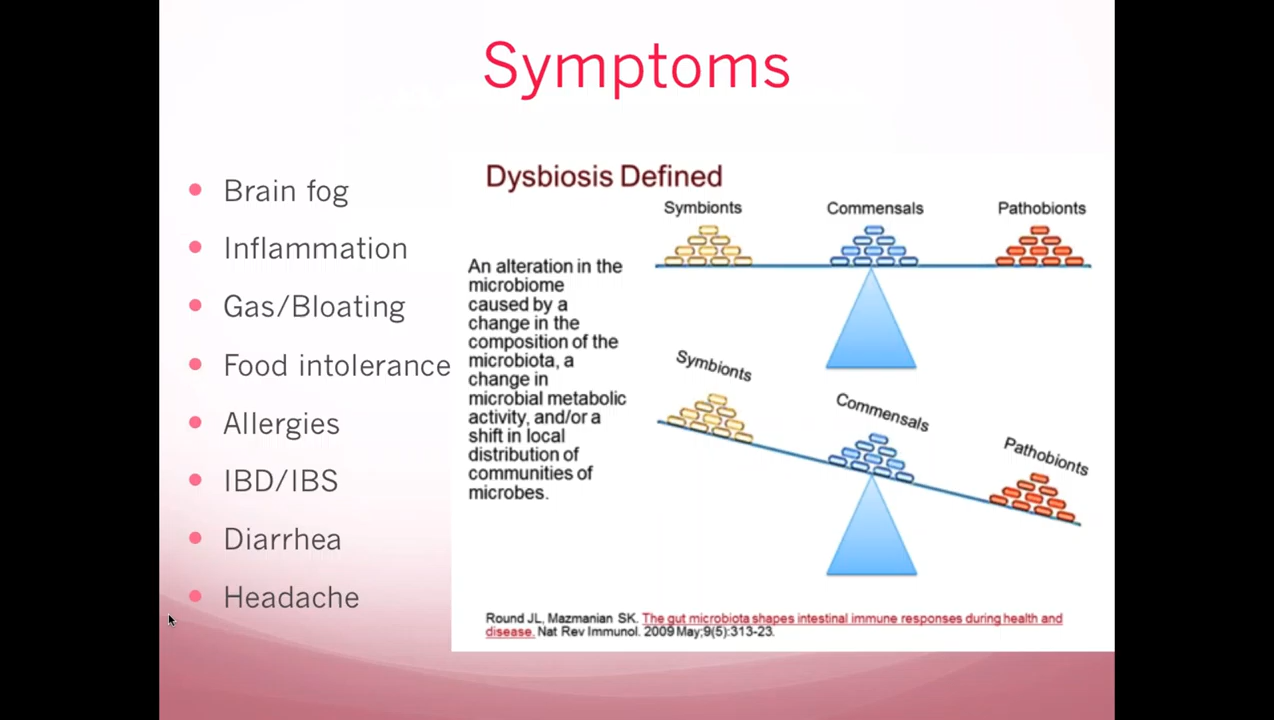 Symptoms
Brain fog
Inflammation
Gas/Bloating
Food intolerance
Allergies
IBD/IBS
Diarrhea
Headache
Dysbiosis Defined
An alteration in the
microbiome
caused by a
change in the
composition of the
microbiota, a
change in
microbial metabolic
activity, and/or a
shift in local
distribution of
communities of
microbes.
Symbionts
Commensals
Pathobionts
Symbionts
Commensals
Pathobionts
Round JL, Mazmanian SK. The gut microbiota shapes intestinal immune responses during health and
disease. Nat Rev Immunol. 2009 May;9(5):313-23.